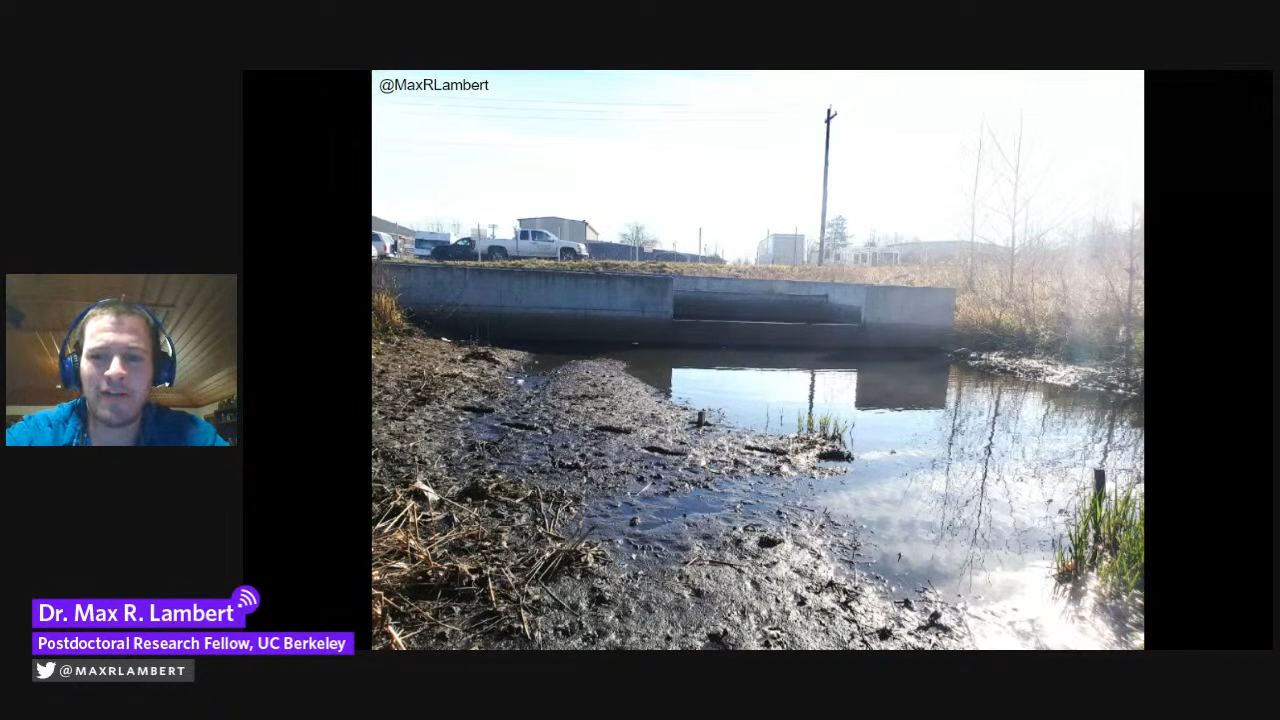 @MaxRLambert
Dr. Max R. Lambert
Postdoctoral Research Fellow, UC Berkeley
@MAXRLAMBERT